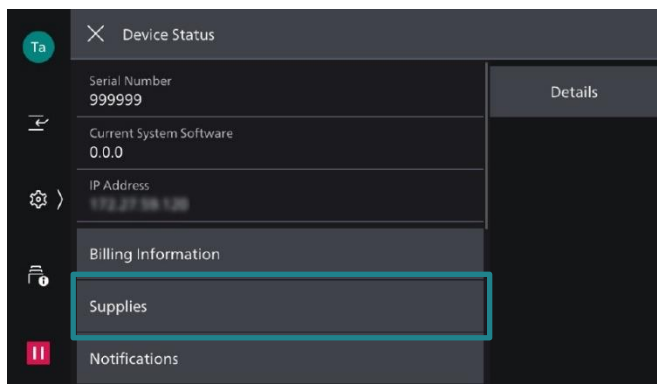 Ta
Device Status
Serial Number
999999
Details
Current System Software
0.0.0
IP Address
Billing Information
Supplies
Notifications